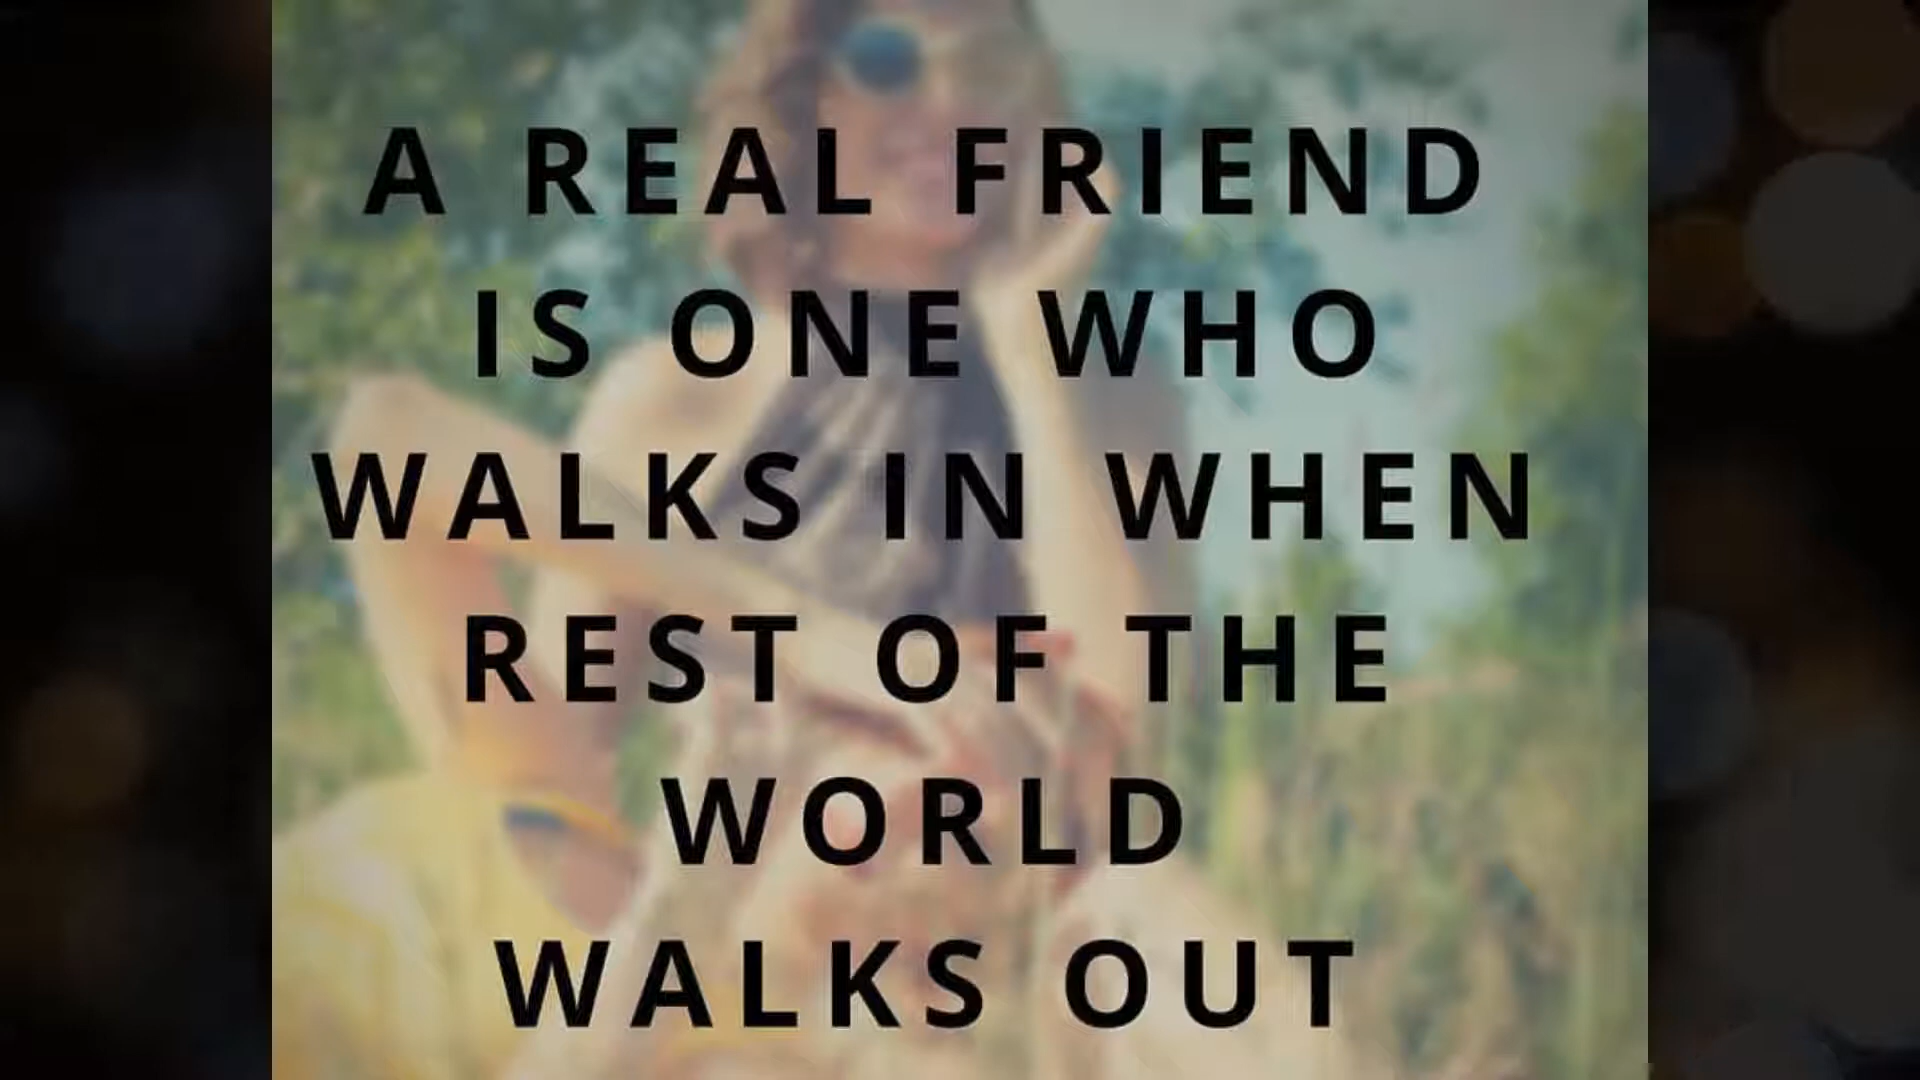 A REAL FRIEND
IS ONE WHO
WALKS IN WHEN
REST OF THE
WORLD
WALKS OUT